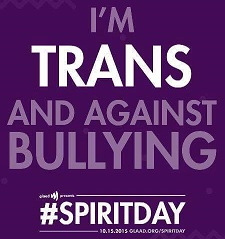 I'M
TRANS
AND AGAINST
BULLYING
glaad presents
#SPIRITDAY
10.15.2015 GLAAD.ORG/SPIRITDAY